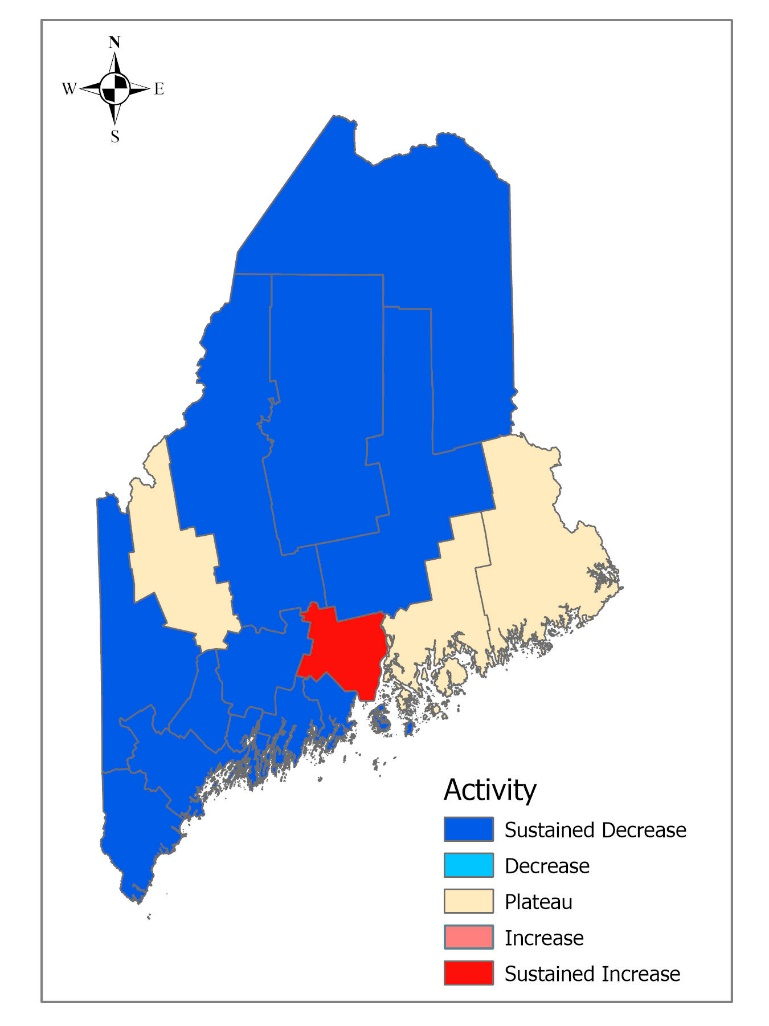 N
W E
S
Activity
Sustained Decrease
Decrease
Plateau
Increase
Sustained Increase